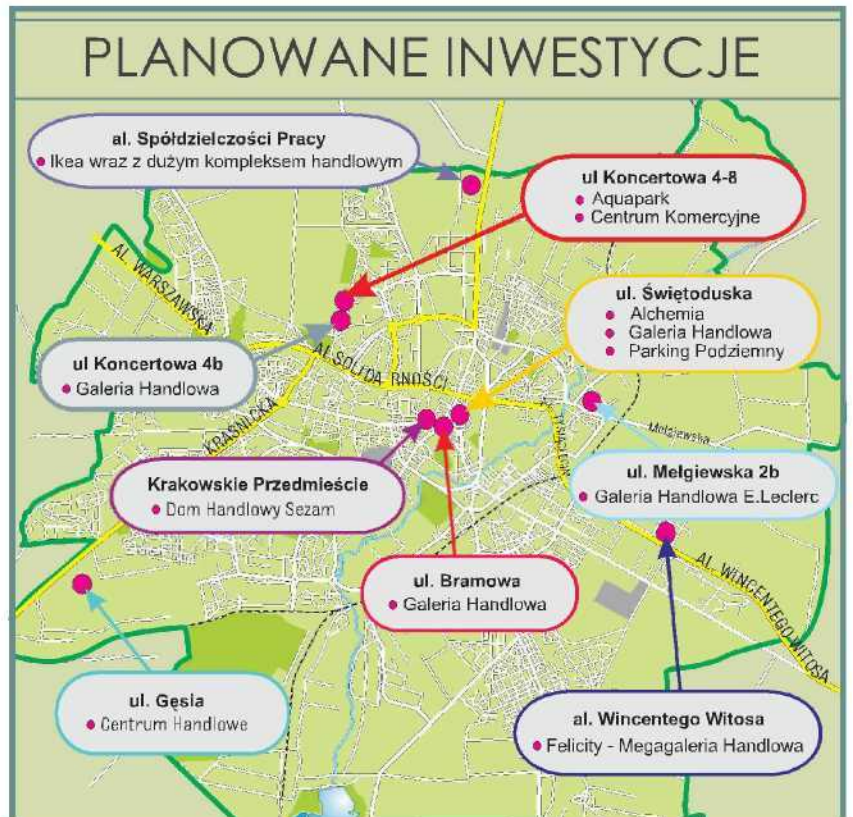 PLANOWANE INWESTYCJE
al. Spółdzielczości Pracy
Ikea wraz z dużym kompleksem handlowym
ul Koncertowa 4-8
Aquapark
Centrum Komercyjne
AL. WARSZAWSKA
ul. Świętoduska
Alchemia
Galeria Handlowa
Parking Podziemny
ul Koncertowa 4b
Galeria Handlowa
AL.SOLIDA RNOŚCI
KRAŚNICKA
Mełgiewska
Krakowskie Przedmieście
Dom Handlowy Sezam
ul. Mełgiewska 2b
Galeria Handlowa E.Leclerc
ul. Bramowa
Galeria Handlowa
AL. WINCENTEGO WITOSA
ul. Gęsia
Centrum Handlowe
al. Wincentego Witosa
Felicity - Megagaleria Handlowa